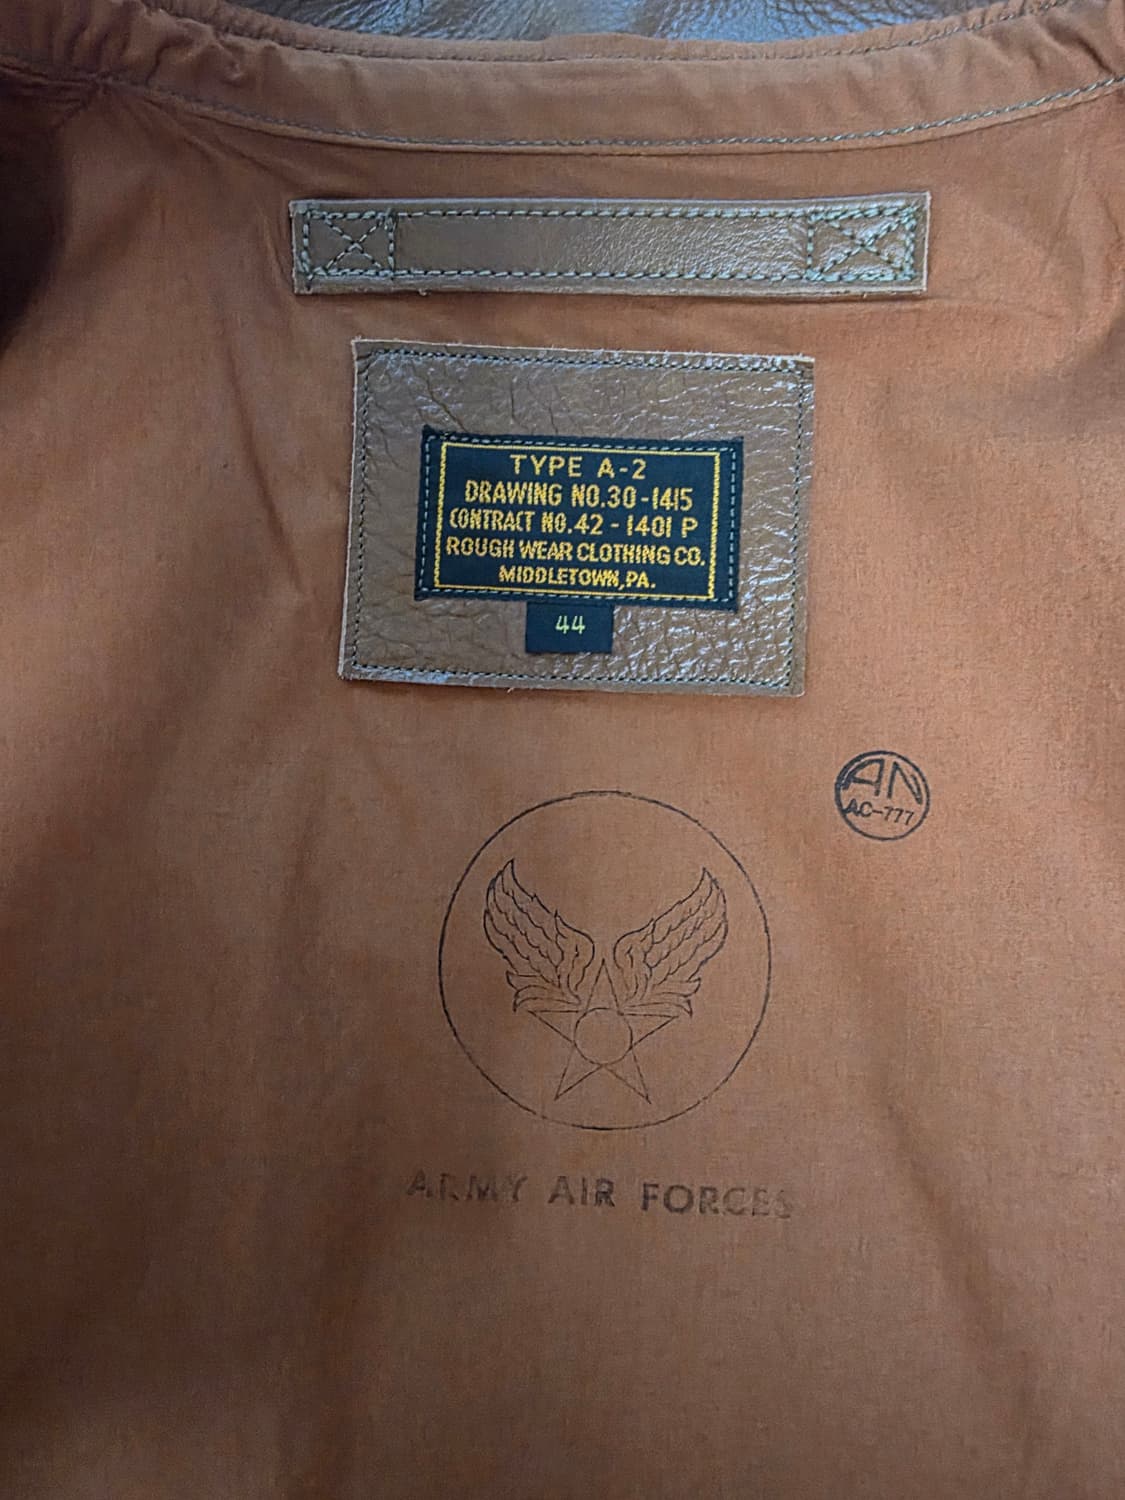 TYPE A-2
DRAWING NO.30-1415
CONTRACT NO.42-1401 P
ROUGH WEAR CLOTHING CO.
MIDDLETOWN, PA.
44
AN
AC-777
ARMY AIR FORCES